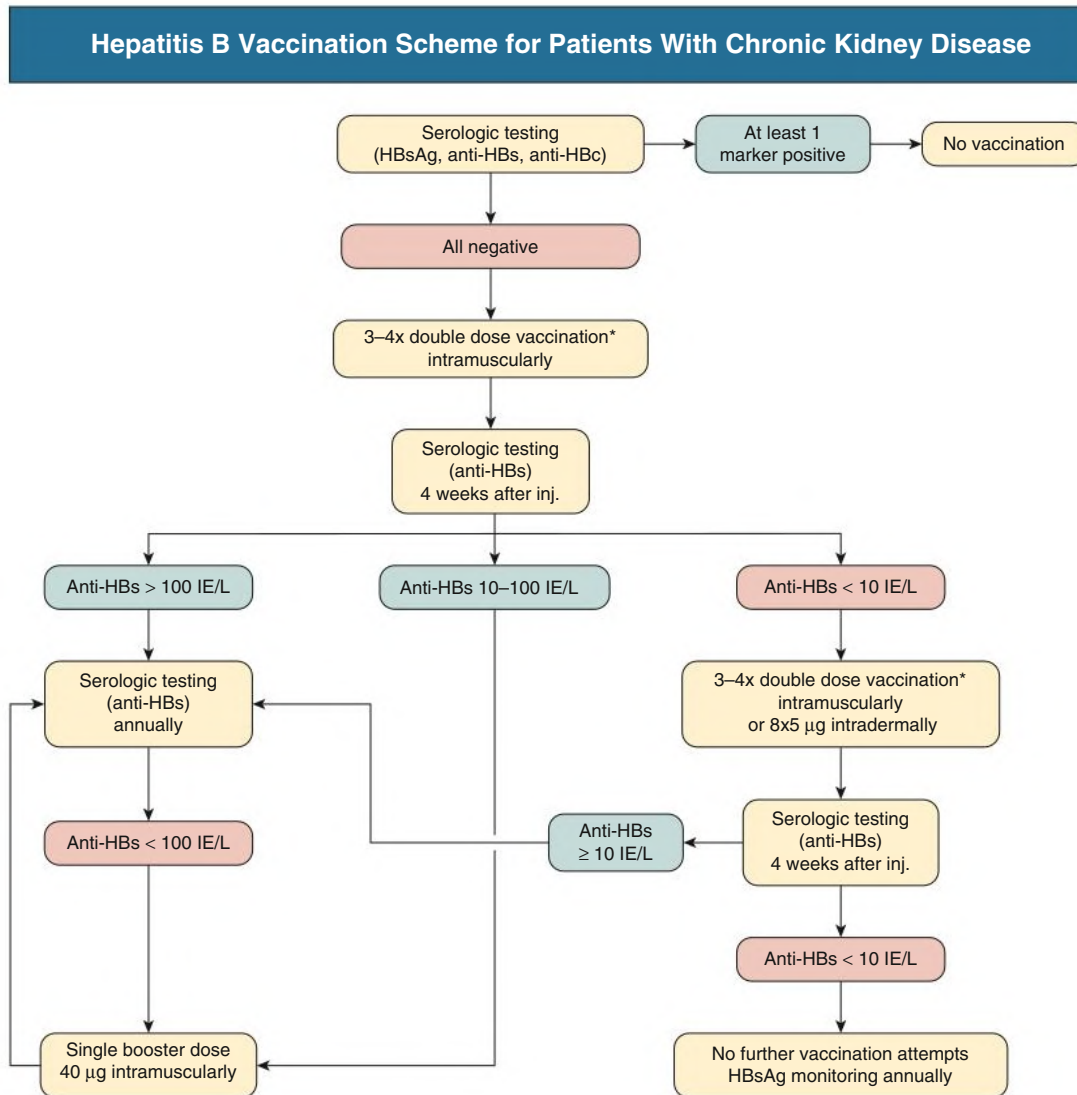 Hepatitis B Vaccination Scheme for Patients With Chronic Kidney Disease
Serologic testing
(HBsAg, anti-HBs, anti-HBc)
At least 1
marker positive
No vaccination
All negative
3–4x double dose vaccination*
intramuscularly
Serologic testing
(anti-HBs)
4 weeks after inj.
Anti-HBs > 100 IE/L
Anti-HBs 10–100 IE/L
Anti-HBs < 10 IE/L
Serologic testing
(anti-HBs)
annually
3–4x double dose vaccination*
intramuscularly
or 8x5 μg intradermally
Anti-HBs < 100 IE/L
Anti-HBs
≥ 10 IE/L
Serologic testing
(anti-HBs)
4 weeks after inj.
Anti-HBs < 10 IE/L
Single booster dose
40 μg intramuscularly
No further vaccination attempts
HBsAg monitoring annually